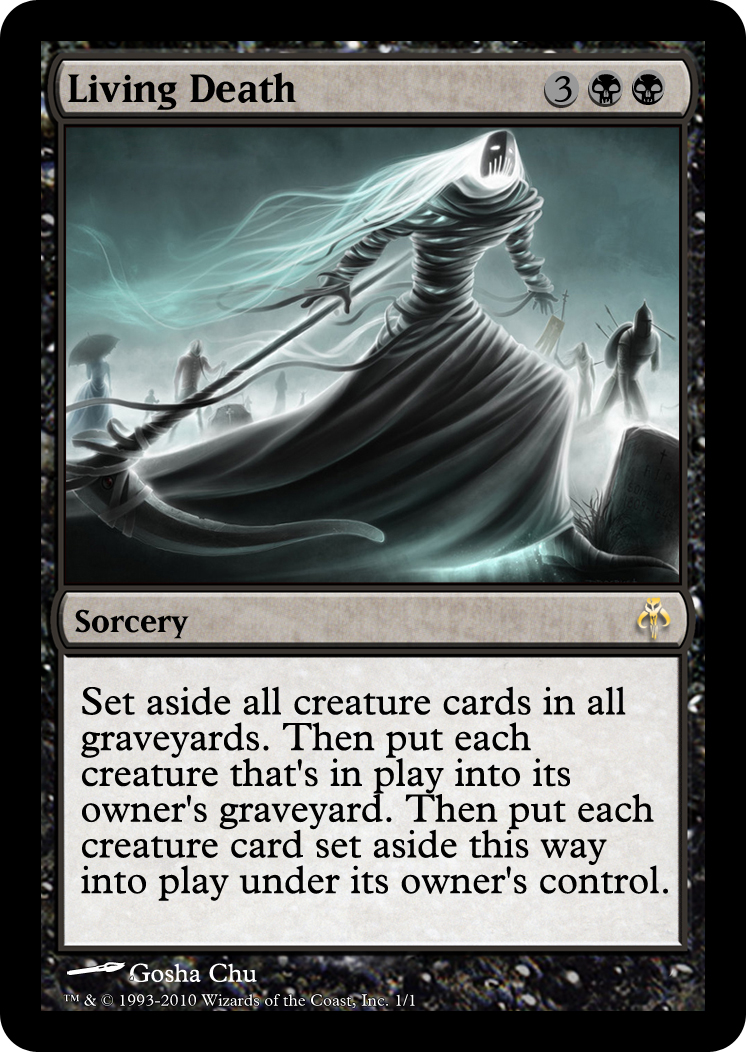 Living Death 3
Sorcery
Set aside all creature cards in all
graveyards. Then put each
creature that's in play into its
owner's graveyard. Then put each
creature card set aside this way
into play under its owner's control.
Gosha Chu
™ & © 1993-2010 Wizards of the Coast, Inc. 1/1